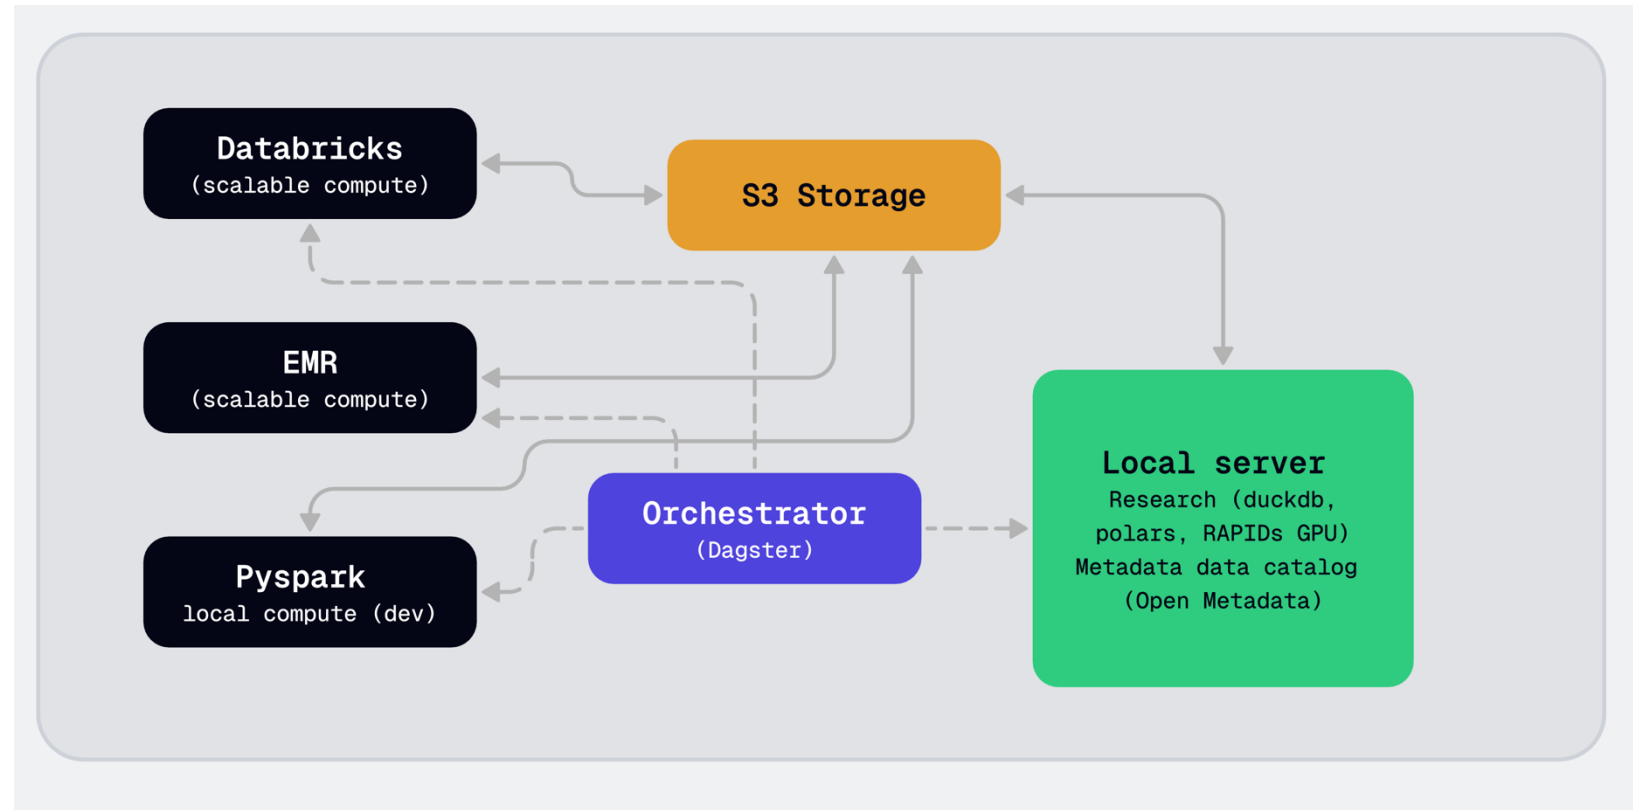 Databricks
(scalable compute)
S3 Storage
EMR
(scalable compute)
Orchestrator
(Dagster)
Pyspark
local compute (dev)
Local server
Research (duckdb,
polars, RAPIDs GPU)
Metadata data catalog
(Open Metadata)